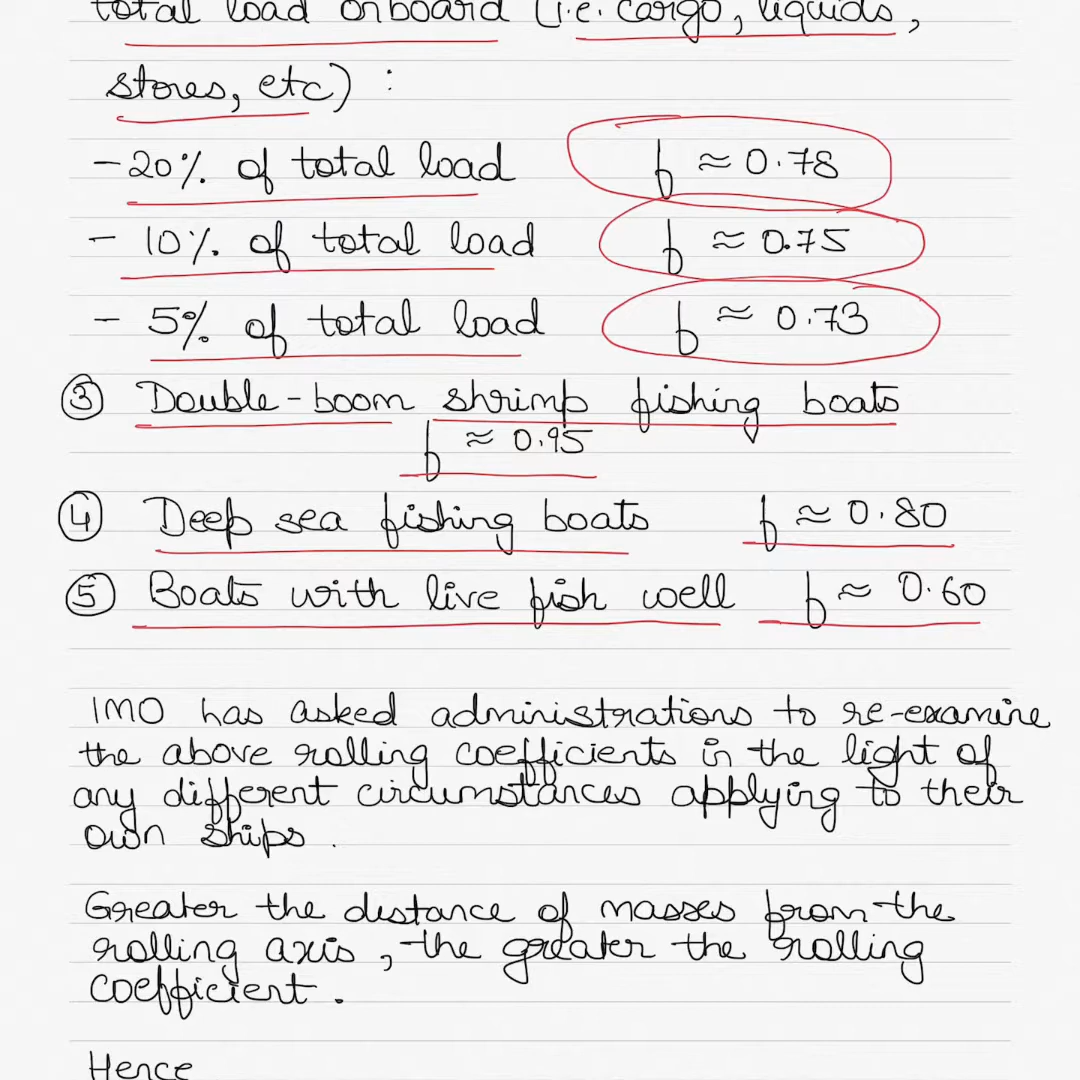 total load onboard (i.e. cargo, liquids,
stores, etc) :
- 20% of total load f ≈ 0.78
- 10% of total load f ≈ 0.75
- 5% of total load f ≈ 0.73
③ Double-boom shrimp fishing boats
f ≈ 0.95
④ Deep sea fishing boats f ≈ 0.80
⑤ Boats with live fish well f ≈ 0.60
IMO has asked administrations to re-examine
the above rolling coefficients in the light of
any different circumstances applying to their
own ships.
Greater the distance of masses from the
rolling axis, the greater the rolling
coefficient.
Hence